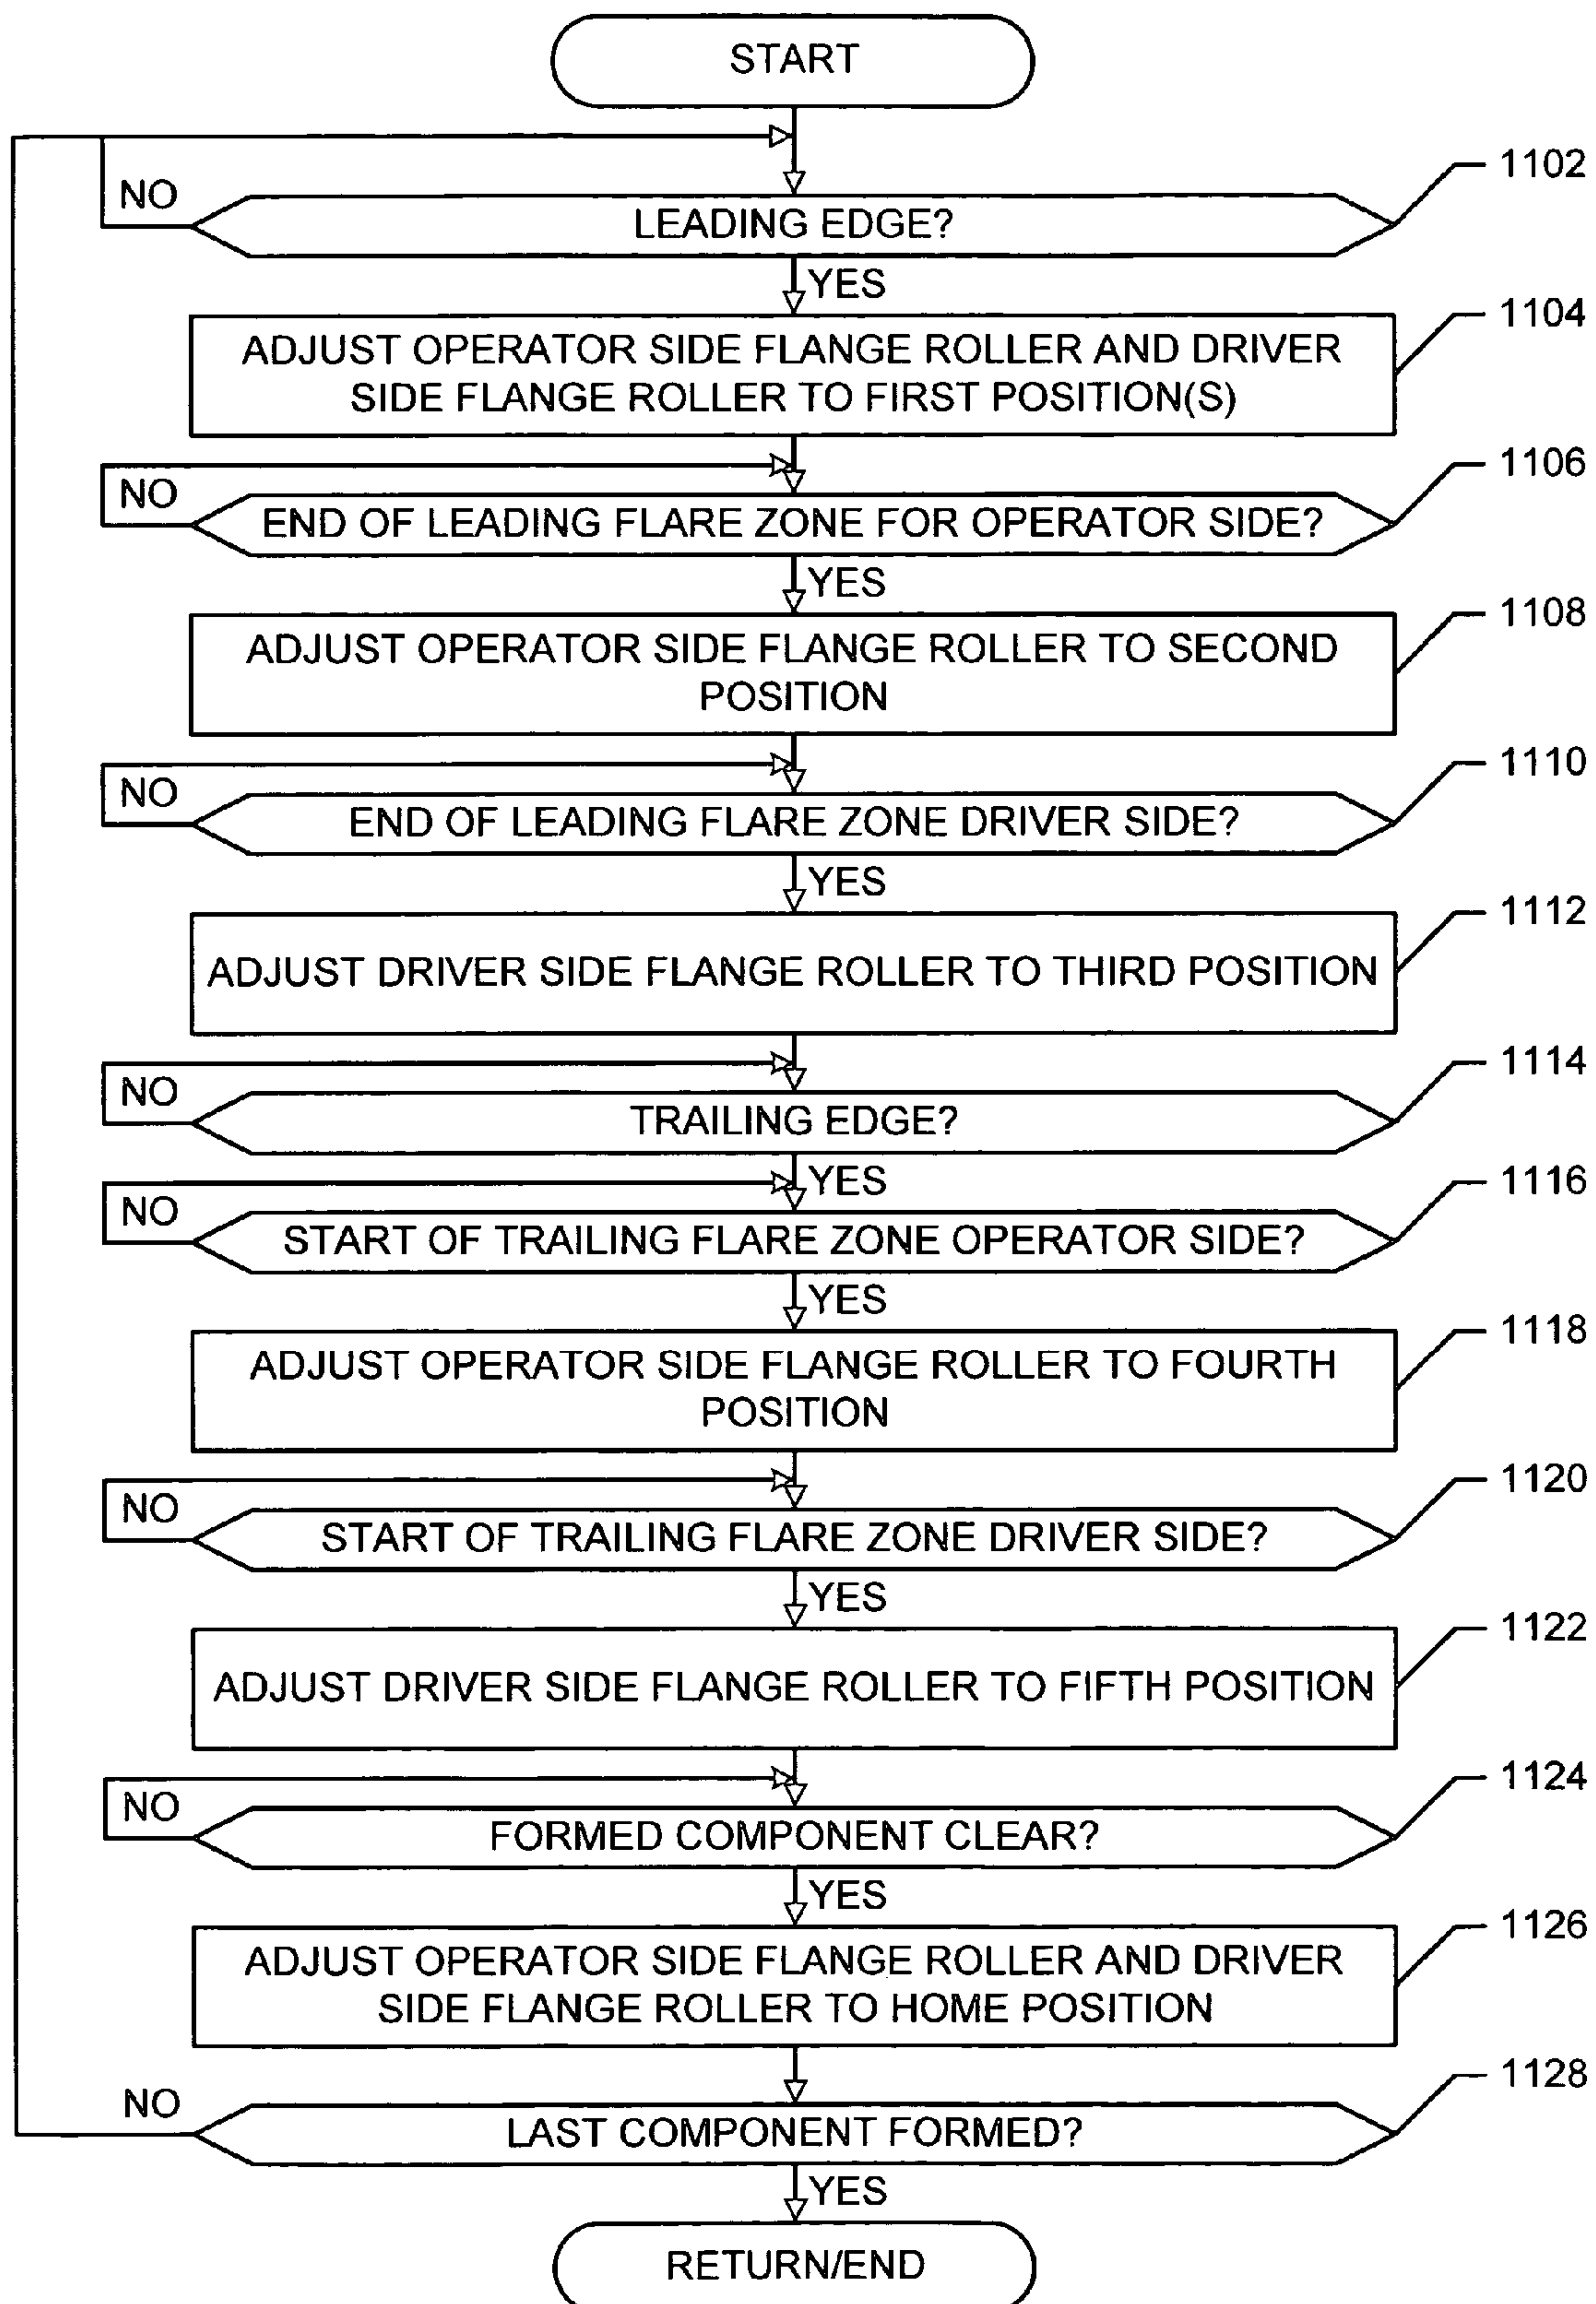 START
1102
NO
LEADING EDGE?
YES
1104
ADJUST OPERATOR SIDE FLANGE ROLLER AND DRIVER
SIDE FLANGE ROLLER TO FIRST POSITION(S)
1106
NO
END OF LEADING FLARE ZONE FOR OPERATOR SIDE?
YES
1108
ADJUST OPERATOR SIDE FLANGE ROLLER TO SECOND
POSITION
1110
NO
END OF LEADING FLARE ZONE DRIVER SIDE?
YES
1112
ADJUST DRIVER SIDE FLANGE ROLLER TO THIRD POSITION
1114
NO
TRAILING EDGE?
YES
1116
NO
START OF TRAILING FLARE ZONE OPERATOR SIDE?
YES
1118
ADJUST OPERATOR SIDE FLANGE ROLLER TO FOURTH
POSITION
1120
NO
START OF TRAILING FLARE ZONE DRIVER SIDE?
YES
1122
ADJUST DRIVER SIDE FLANGE ROLLER TO FIFTH POSITION
1124
NO
FORMED COMPONENT CLEAR?
YES
1126
ADJUST OPERATOR SIDE FLANGE ROLLER AND DRIVER
SIDE FLANGE ROLLER TO HOME POSITION
1128
NO
LAST COMPONENT FORMED?
YES
RETURN/END